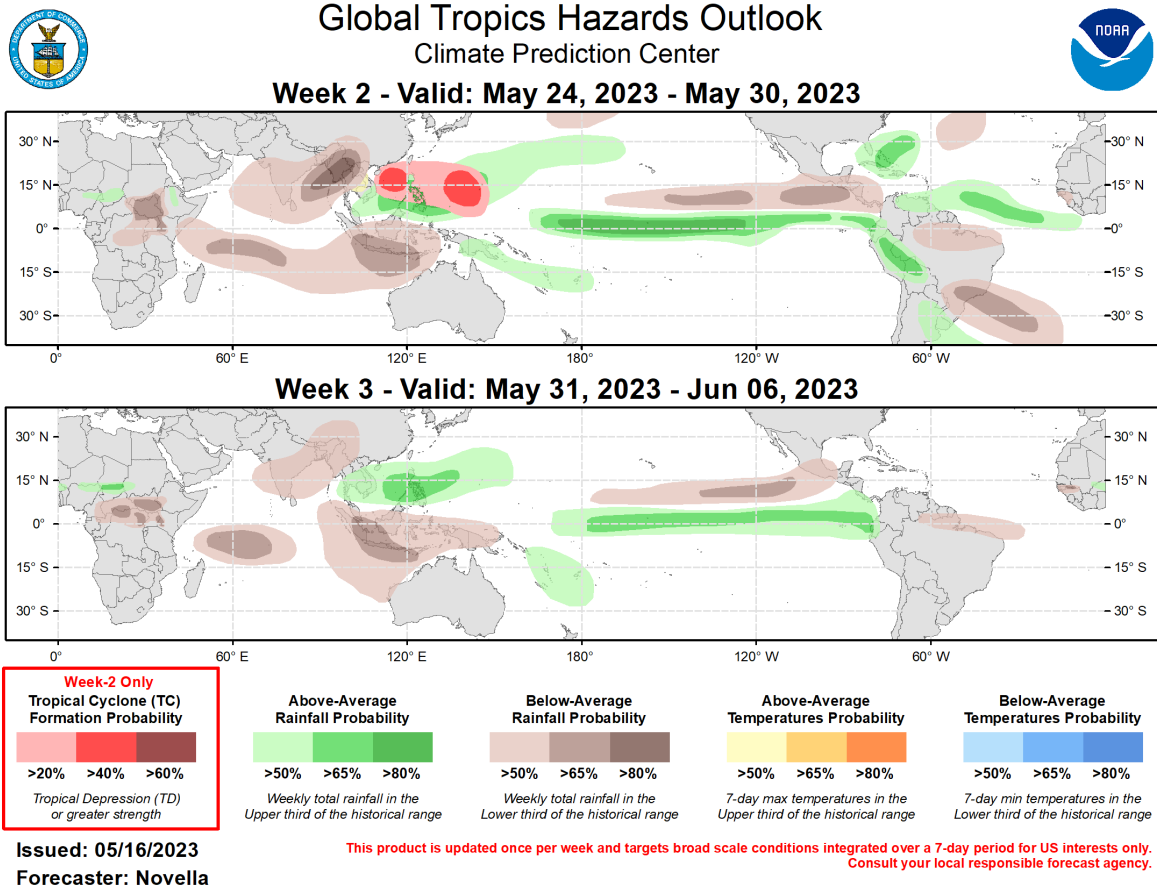 Global Tropics Hazards Outlook
Climate Prediction Center
DEPARTMENT OF COMMERCE
UNITED STATES OF AMERICA
NOAA
Week 2 - Valid: May 24, 2023 - May 30, 2023
30° N 30° N
15° N 15° N
0° 0°
15° S 15° S
30° S 30° S
0° 60° E 120° E 180° 120° W 60° W
Week 3 - Valid: May 31, 2023 - Jun 06, 2023
30° N 30° N
15° N 15° N
0° 0°
15° S 15° S
30° S 30° S
0° 60° E 120° E 180° 120° W 60° W
Week-2 Only
Tropical Cyclone (TC)
Formation Probability
>20% >40% >60%
Tropical Depression (TD)
or greater strength
Above-Average
Rainfall Probability
>50% >65% >80%
Weekly total rainfall in the
Upper third of the historical range
Below-Average
Rainfall Probability
>50% >65% >80%
Weekly total rainfall in the
Lower third of the historical range
Above-Average
Temperatures Probability
>50% >65% >80%
7-day max temperatures in the
Upper third of the historical range
Below-Average
Temperatures Probability
>50% >65% >80%
7-day min temperatures in the
Lower third of the historical range
Issued: 05/16/2023
Forecaster: Novella
This product is updated once per week and targets broad scale conditions integrated over a 7-day period for US interests only.
Consult your local responsible forecast agency.